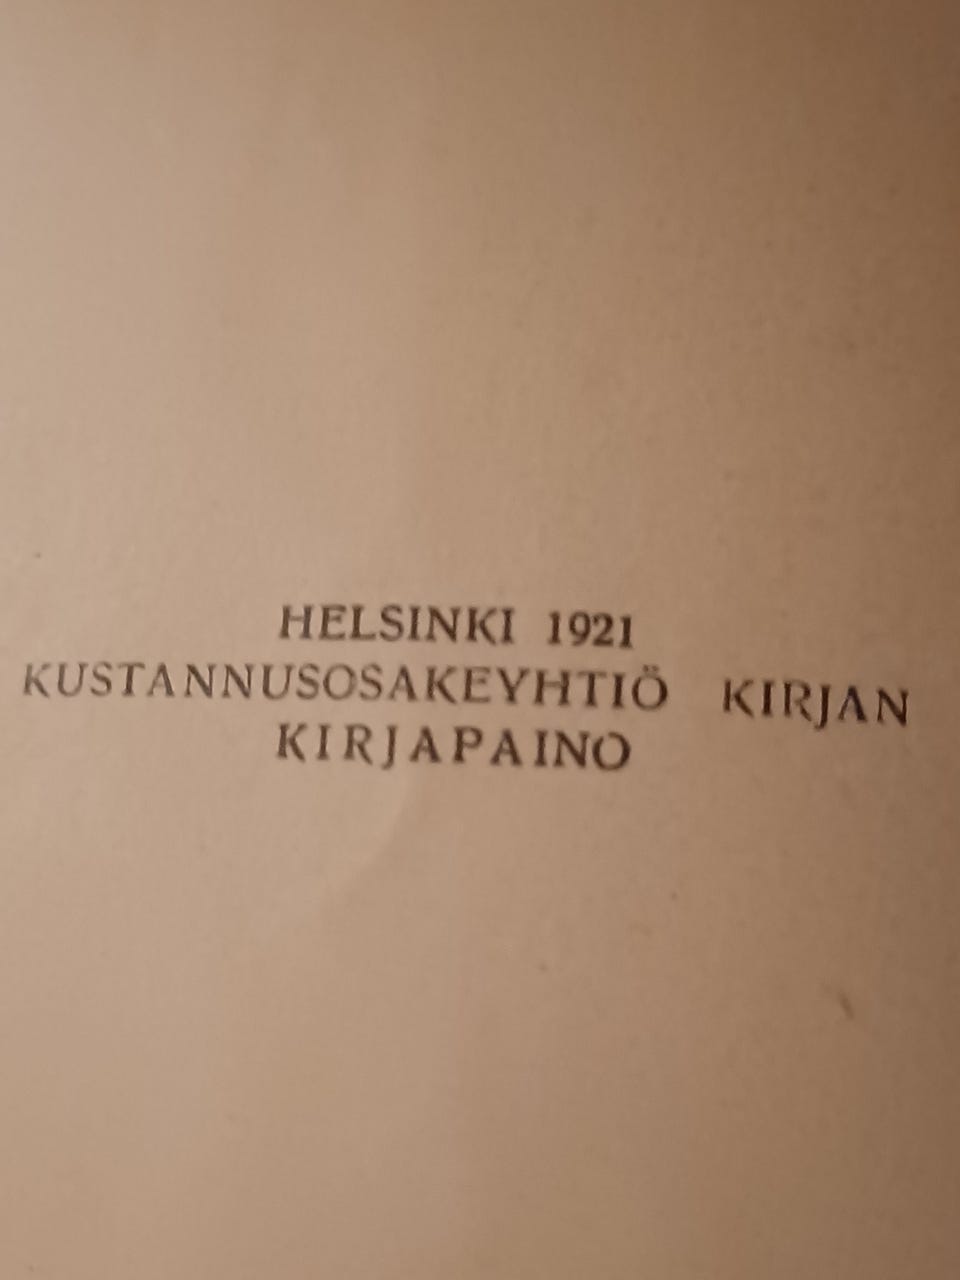 HELSINKI 1921
KUSTANNUSOSAKEYHTIÖ KIRJAN
KIRJAPAINO